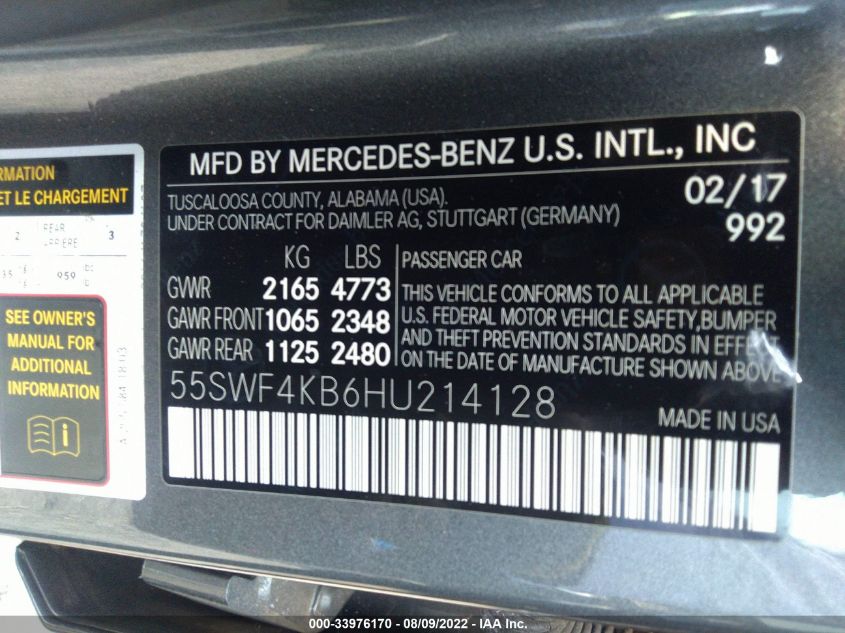 RMATION
ET LE CHARGEMENT
2 REAR ARRIERE 3
959
SEE OWNER'S
MANUAL FOR
ADDITIONAL
INFORMATION
MFD BY MERCEDES-BENZ U.S. INTL., INC
TUSCALOOSA COUNTY, ALABAMA (USA).
UNDER CONTRACT FOR DAIMLER AG, STUTTGART (GERMANY)
02/17
992
KG LBS
GVWR 2165 4773
GAWR FRONT 1065 2348
GAWR REAR 1125 2480
PASSENGER CAR
THIS VEHICLE CONFORMS TO ALL APPLICABLE
U.S. FEDERAL MOTOR VEHICLE SAFETY, BUMPER
AND THEFT PREVENTION STANDARDS IN EFFECT
ON THE DATE OF MANUFACTURE SHOWN ABOVE
55SWF4KB6HU214128
MADE IN USA
000-33976170 - 08/09/2022 - IAA Inc.